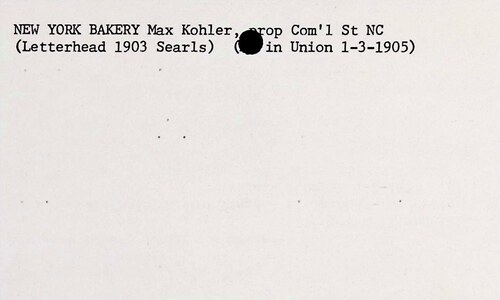 NEW YORK BAKERY Max Kohler, prop Com'l St NC
(Letterhead 1903 Searls) ( in Union 1-3-1905)